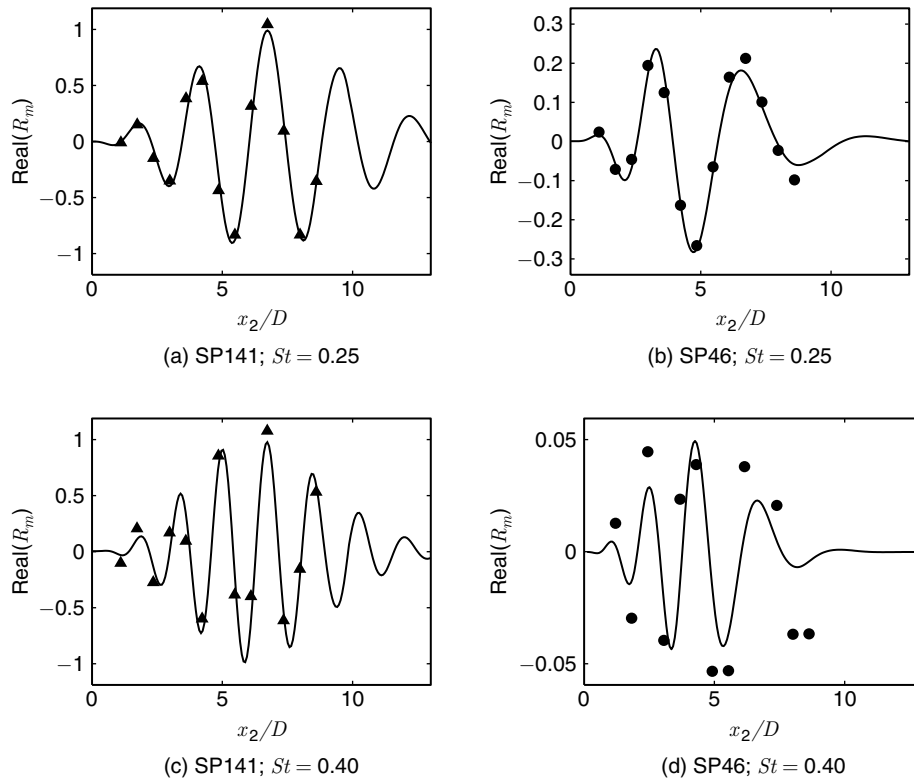 1
0.5
0
−0.5
−1
Real(R_m)
0
5
10
x_2/D
(a) SP141; St = 0.25
0.3
0.2
0.1
0
−0.1
−0.2
−0.3
Real(R_m)
0
5
10
x_2/D
(b) SP46; St = 0.25
1
0.5
0
−0.5
−1
Real(R_m)
0
5
10
x_2/D
(c) SP141; St = 0.40
0.05
0
−0.05
Real(R_m)
0
5
10
x_2/D
(d) SP46; St = 0.40